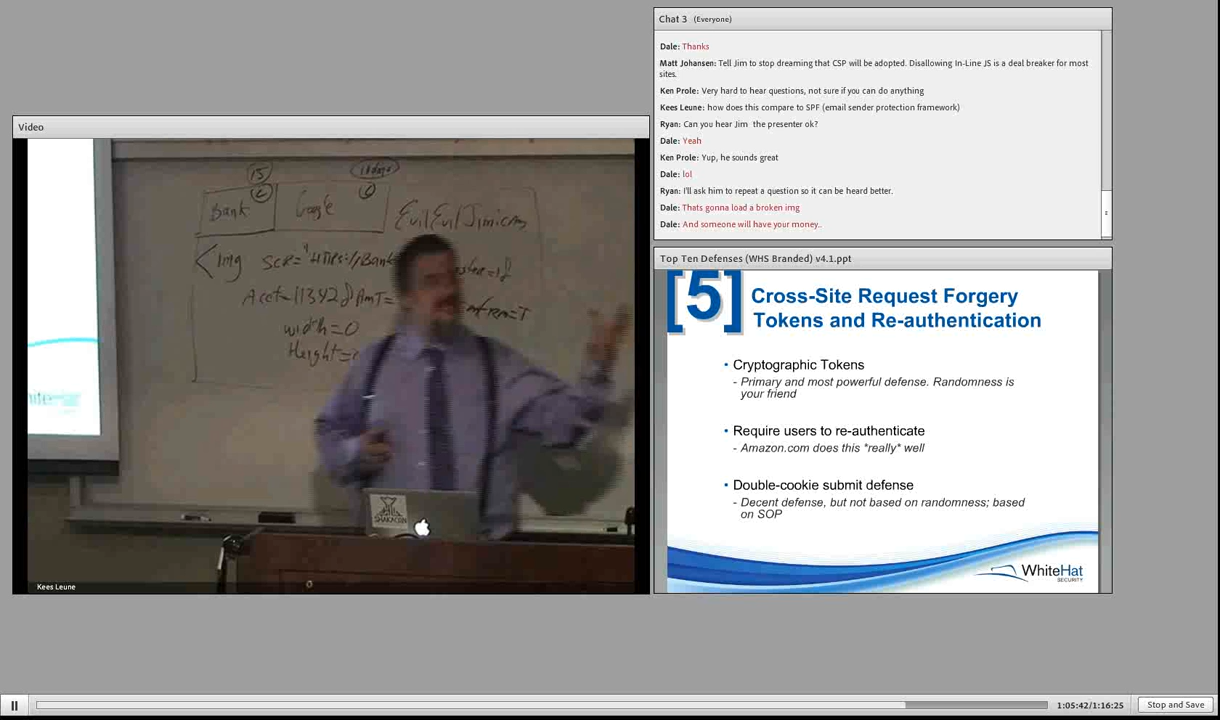 Chat 3 (Everyone)
Dale: Thanks
Matt Johansen: Tell Jim to stop dreaming that CSP will be adopted. Disallowing In-Line JS is a deal breaker for most
sites.
Ken Prole: Very hard to hear questions, not sure if you can do anything
Kees Leune: how does this compare to SPF (email sender protection framework)
Ryan: Can you hear Jim the presenter ok?
Dale: Yeah
Ken Prole: Yup, he sounds great
Dale: lol
Ryan: I'll ask him to repeat a question so it can be heard better.
Dale: Thats gonna load a broken img
Dale: And someone will have your money..
Video
15
Bank
Google
Evil Evil
<img
Width=0
SHAKACON
Kees Leune
Top Ten Defenses (WHS Branded) v4.1.ppt
[5] Cross-Site Request Forgery
Tokens and Re-authentication
• Cryptographic Tokens
- Primary and most powerful defense. Randomness is
your friend
• Require users to re-authenticate
- Amazon.com does this *really* well
• Double-cookie submit defense
- Decent defense, but not based on randomness; based
on SOP
WhiteHat
SECURITY
1:05:42/1:16:25
Stop and Save